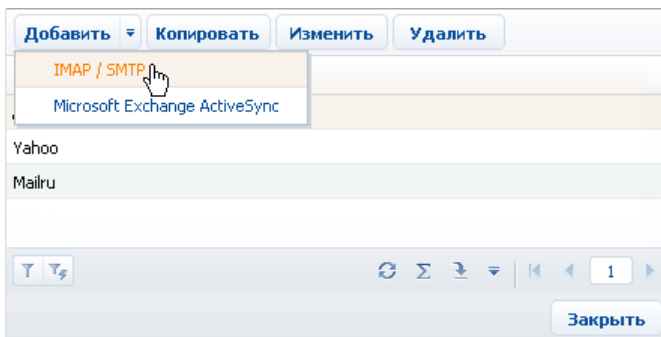 Добавить Копировать Изменить Удалить
IMAP / SMTP
Microsoft Exchange ActiveSync
Yahoo
Mailru
1
Закрыть